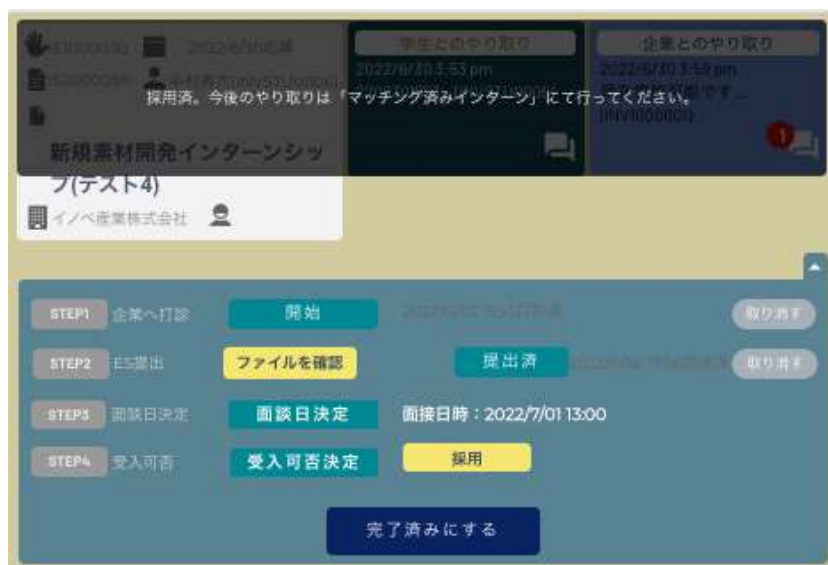 2022/6/30
学生とのやり取り
企業とのやり取り
2022/6/30 3:53 pm
2022/6/30 3:59 pm
採用済。今後のやり取りは「マッチング済みインターン」にて行ってください。
(INV1000000)
1
新規素材開発インターンシッ
プ(テスト4)
イノベ産業株式会社
STEP1 企業へ打診 開始 取り消す
STEP2 ES提出 ファイルを確認 提出済 取り消す
STEP3 面談日決定 面談日決定 面接日時:2022/7/01 13:00
STEP4 受入可否 受入可否決定 採用
完了済みにする